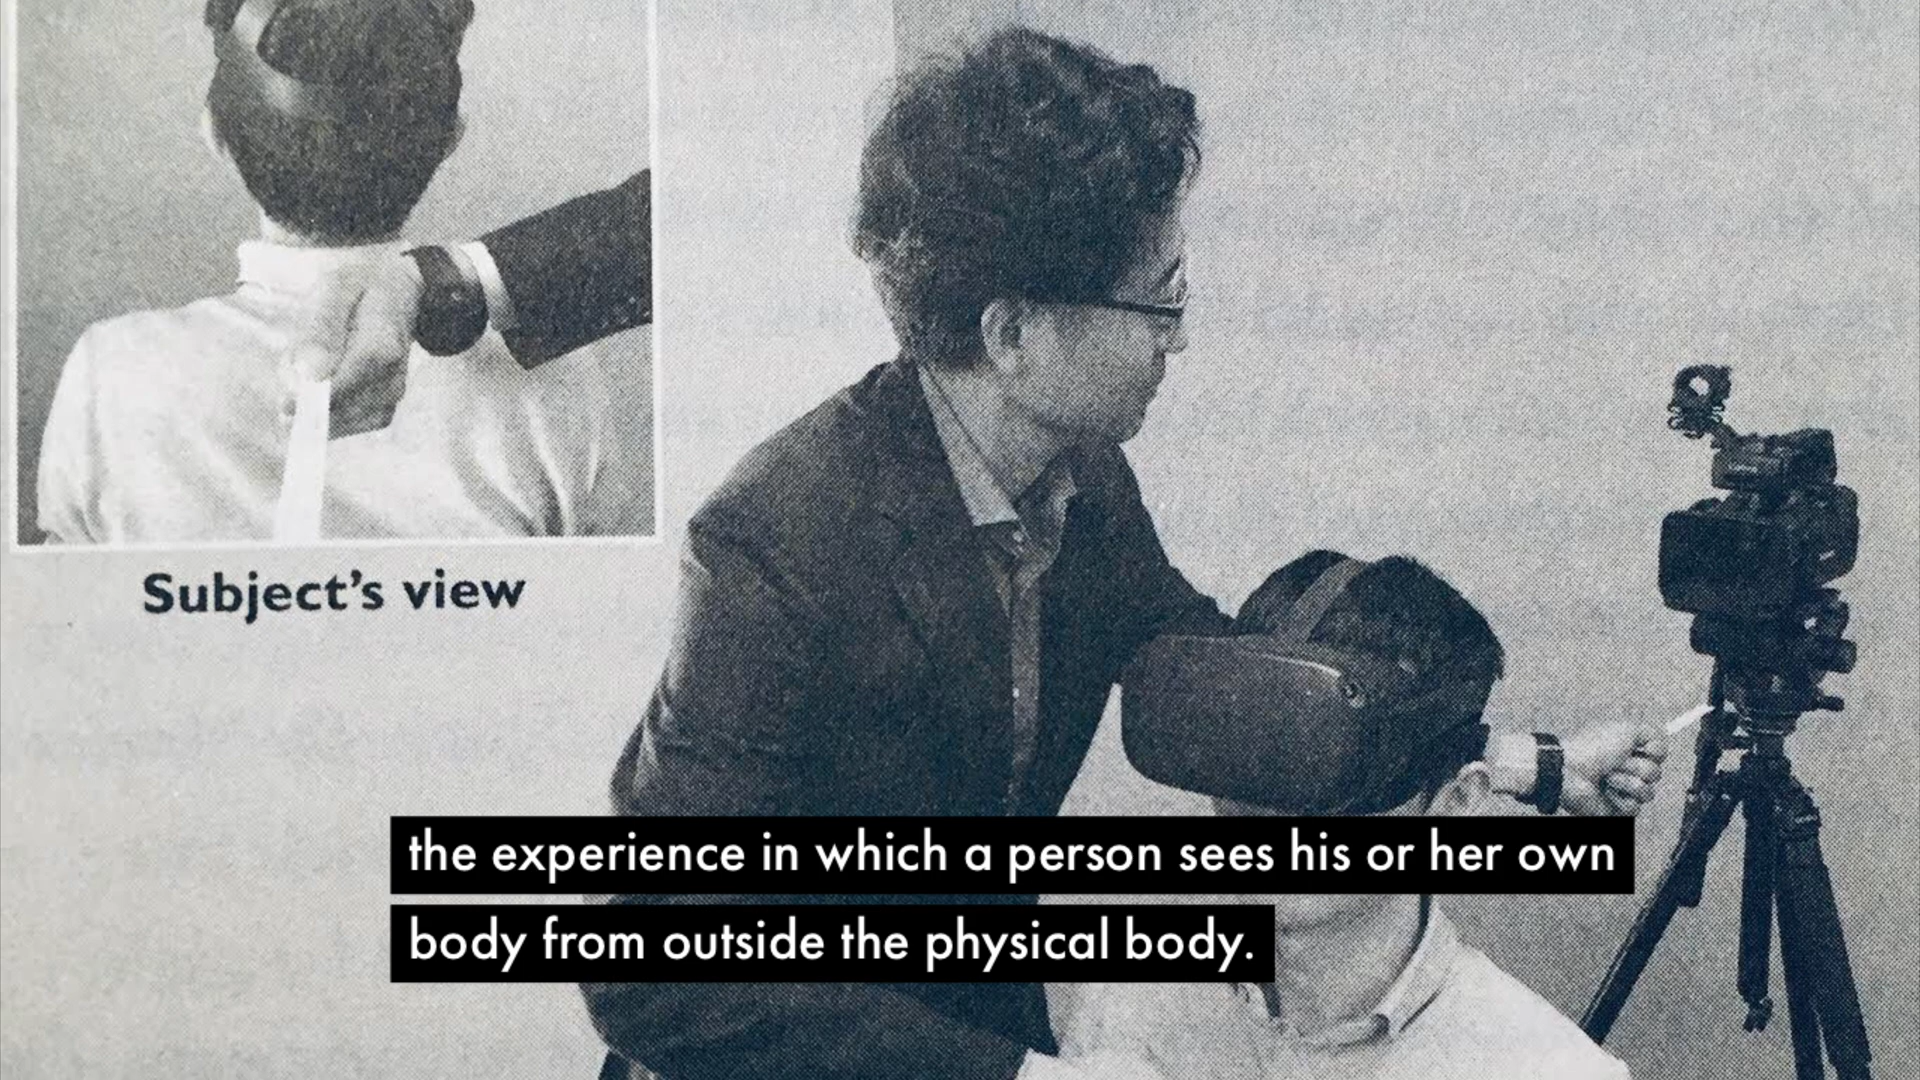 Subject's view
the experience in which a person sees his or her own
body from outside the physical body.